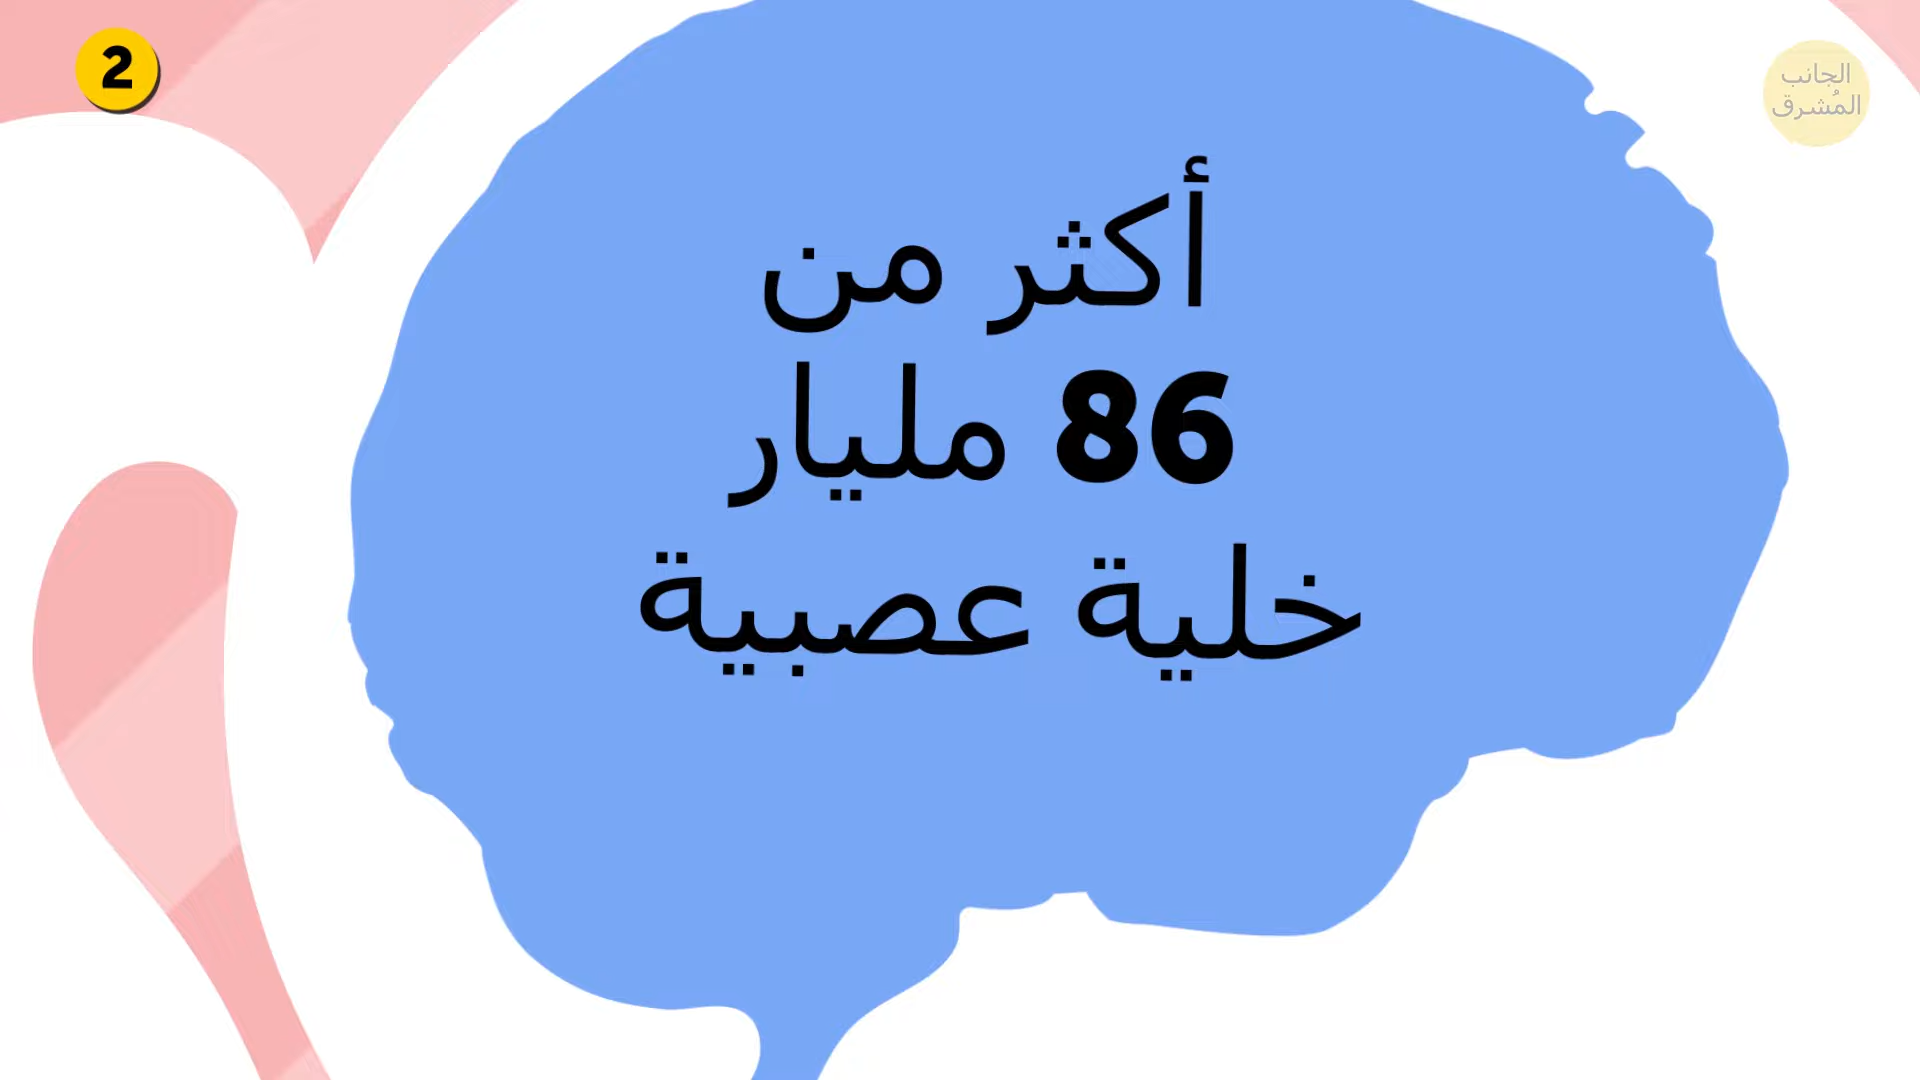 2
الجانب
المُشرق
أكثر من
86 مليار
خلية عصبية